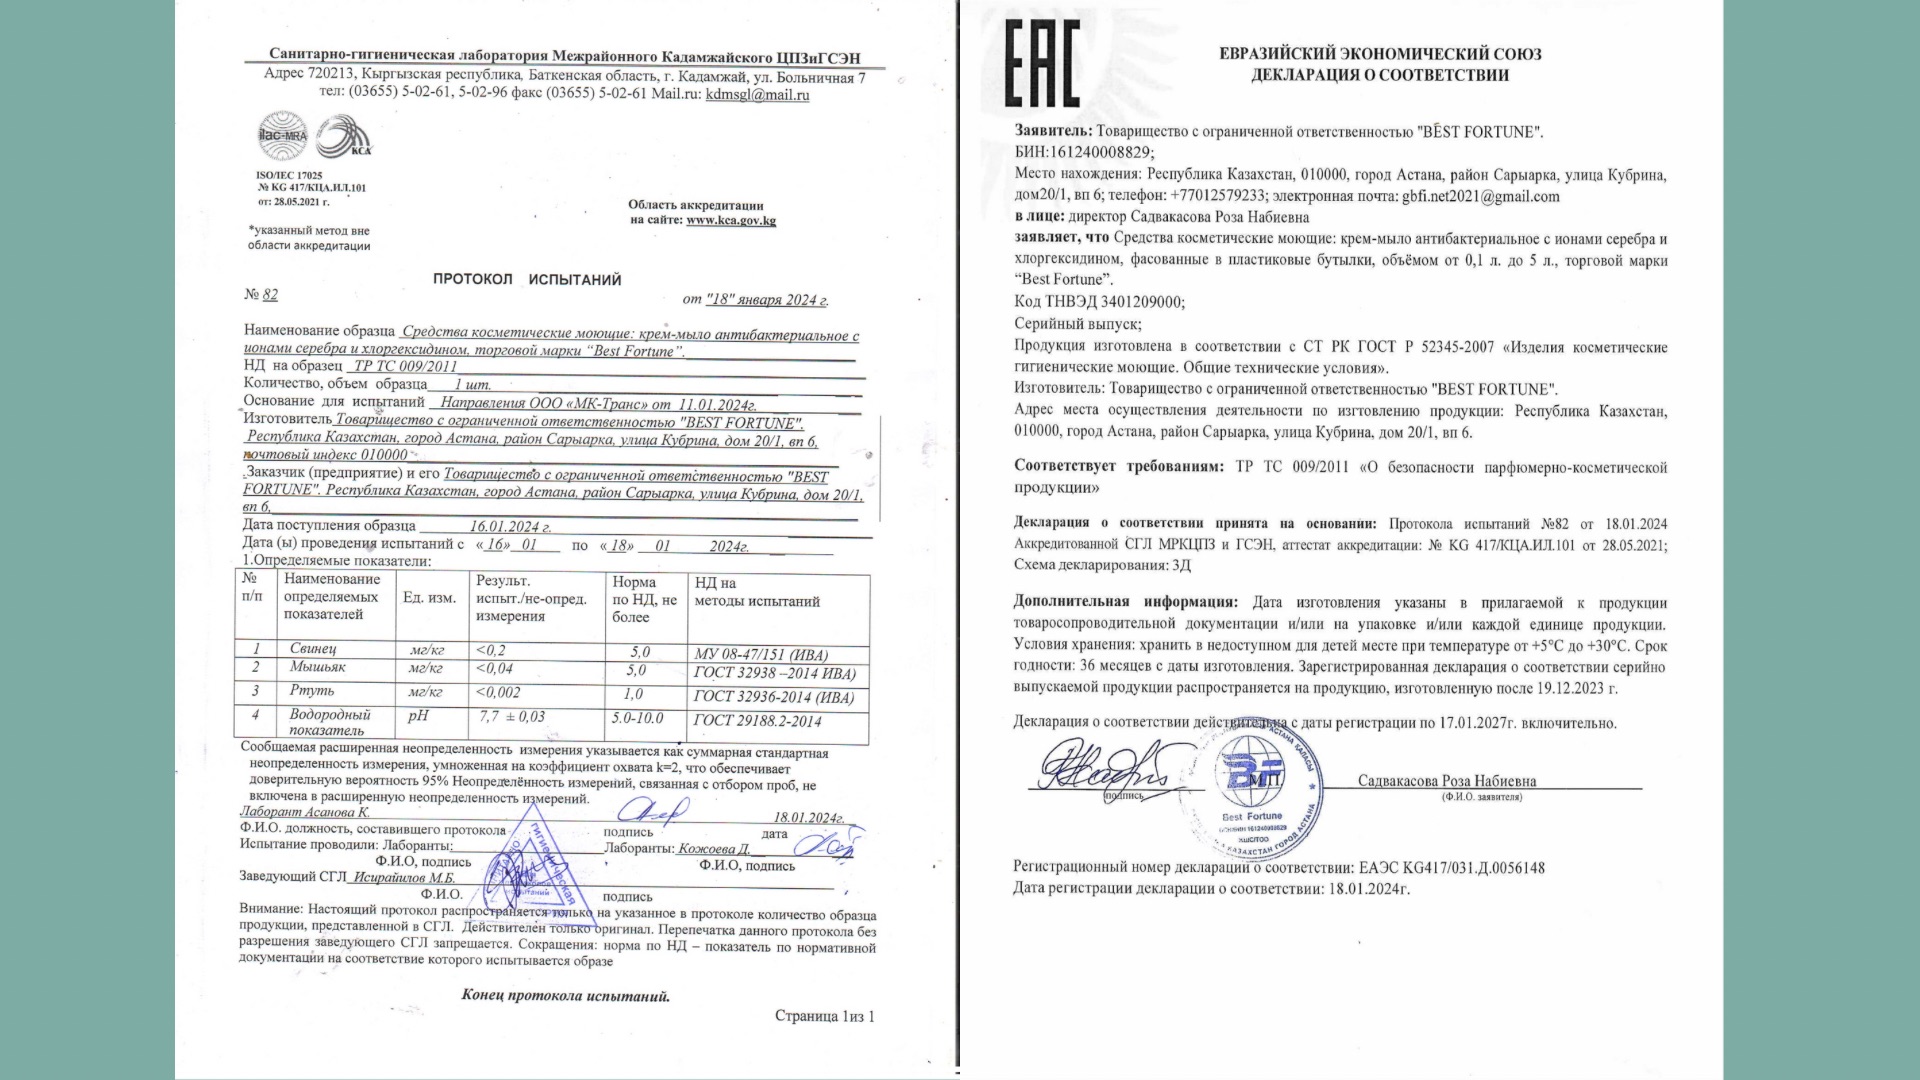 Санитарно-гигиеническая лаборатория Межрайонного Кадамжайского ЦПЗиГСЭН
Адрес 720213, Кыргызская республика, Баткенская область, г. Кадамжай, ул. Больничная 7
тел: (03655) 5-02-61, 5-02-96 факс (03655) 5-02-61 Mail.ru: kdmsgl@mail.ru
ilac-MRA
КСА
ISO/IEC 17025
№ KG 417/КЦА.ИЛ.101
от: 28.05.2021 г.
Область аккредитации
на сайте: www.kca.gov.kg
*указанный метод вне
области аккредитации
ПРОТОКОЛ ИСПЫТАНИЙ
№ 82
от "18" января 2024 г.
Наименование образца Средства косметические моющие: крем-мыло антибактериальное с
ионами серебра и хлоргексидином, торговой марки “Best Fortune”.
НД на образец ТР ТС 009/2011
Количество, объем образца 1 шт.
Основание для испытаний Направления ООО «МК-Транс» от 11.01.2024г.
Изготовитель Товарищество с ограниченной ответственностью "BEST FORTUNE".
Республика Казахстан, город Астана, район Сарыарка, улица Кубрина, дом 20/1, вп 6,
почтовый индекс 010000
.Заказчик (предприятие) и его Товарищество с ограниченной ответственностью "BEST
FORTUNE". Республика Казахстан, город Астана, район Сарыарка, улица Кубрина, дом 20/1,
вп 6,
Дата поступления образца 16.01.2024 г.
Дата (ы) проведения испытаний с «16» 01 по «18» 01 2024г.
1.Определяемые показатели:
№ п/п Наименование определяемых показателей Ед. изм. Результ. испыт./не-опред. измерения Норма по НД, не более НД на методы испытаний
1 Свинец мг/кг <0,2 5,0 МУ 08-47/151 (ИВА)
2 Мышьяк мг/кг <0,04 5,0 ГОСТ 32938 –2014 ИВА)
3 Ртуть мг/кг <0,002 1,0 ГОСТ 32936-2014 (ИВА)
4 Водородный показатель pH 7,7 ± 0,03 5.0-10.0 ГОСТ 29188.2-2014
Сообщаемая расширенная неопределенность измерения указывается как суммарная стандартная
неопределенность измерения, умноженная на коэффициент охвата k=2, что обеспечивает
доверительную вероятность 95% Неопределённость измерений, связанная с отбором проб, не
включена в расширенную неопределенность измерений.
Лаборант Асанова К. 18.01.2024г.
Ф.И.О. должность, составившего протокола подпись дата
Испытание проводили: Лаборанты: Лаборанты: Кожоева Д.
Ф.И.О, подпись Ф.И.О, подпись
Заведующий СГЛ Исирайлов М.Б.
Ф.И.О. подпись
Внимание: Настоящий протокол распространяется только на указанное в протоколе количество образца
продукции, представленной в СГЛ. Действителен только оригинал. Перепечатка данного протокола без
разрешения заведующего СГЛ запрещается. Сокращения: норма по НД – показатель по нормативной
документации на соответствие которого испытывается образе
Конец протокола испытаний.
Страница 1из 1
ЕАС
ЕВРАЗИЙСКИЙ ЭКОНОМИЧЕСКИЙ СОЮЗ
ДЕКЛАРАЦИЯ О СООТВЕТСТВИИ
Заявитель: Товарищество с ограниченной ответственностью "BEST FORTUNE".
БИН:161240008829;
Место нахождения: Республика Казахстан, 010000, город Астана, район Сарыарка, улица Кубрина,
дом20/1, вп 6; телефон: +77012579233; электронная почта: gbfi.net2021@gmail.com
в лице: директор Садвакасова Роза Набиевна
заявляет, что Средства косметические моющие: крем-мыло антибактериальное с ионами серебра и
хлоргексидином, фасованные в пластиковые бутылки, объёмом от 0,1 л. до 5 л., торговой марки
“Best Fortune”.
Код ТНВЭД 3401209000;
Серийный выпуск;
Продукция изготовлена в соответствии с СТ РК ГОСТ Р 52345-2007 «Изделия косметические
гигиенические моющие. Общие технические условия».
Изготовитель: Товарищество с ограниченной ответственностью "BEST FORTUNE".
Адрес места осуществления деятельности по изгтовлению продукции: Республика Казахстан,
010000, город Астана, район Сарыарка, улица Кубрина, дом 20/1, вп 6.
Соответствует требованиям: ТР ТС 009/2011 «О безопасности парфюмерно-косметической
продукции»
Декларация о соответствии принята на основании: Протокола испытаний №82 от 18.01.2024
Аккредитованной СГЛ МРКЦПЗ и ГСЭН, аттестат аккредитации: № KG 417/КЦА.ИЛ.101 от 28.05.2021;
Схема декларирования: 3Д
Дополнительная информация: Дата изготовления указаны в прилагаемой к продукции
товаросопроводительной документации и/или на упаковке и/или каждой единице продукции.
Условия хранения: хранить в недоступном для детей месте при температуре от +5°С до +30°С. Срок
годности: 36 месяцев с даты изготовления. Зарегистрированная декларация о соответствии серийно
выпускаемой продукции распространяется на продукцию, изготовленную после 19.12.2023 г.
Декларация о соответствии действительна с даты регистрации по 17.01.2027г. включительно.
BF
М.П.
Садвакасова Роза Набиевна
подпись
(Ф.И.О. заявителя)
Best Fortune
Регистрационный номер декларации о соответствии: ЕАЭС KG417/031.Д.0056148
Дата регистрации декларации о соответствии: 18.01.2024г.